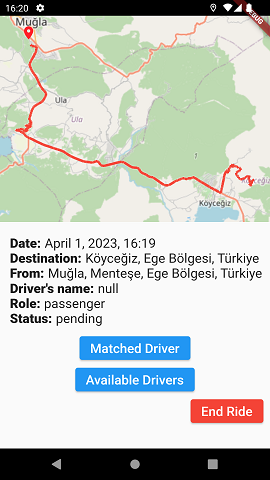 16:20
DEBUG
Muğla
Ula
Ula
1
Köyceğiz
Köyceğiz
Date: April 1, 2023, 16:19
Destination: Köyceğiz, Ege Bölgesi, Türkiye
From: Muğla, Menteşe, Ege Bölgesi, Türkiye
Driver's name: null
Role: passenger
Status: pending
Matched Driver
Available Drivers
End Ride